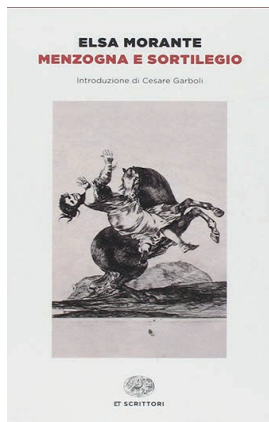 ELSA MORANTE
MENZOGNA E SORTILEGIO
Introduzione di Cesare Garboli
ET SCRITTORI